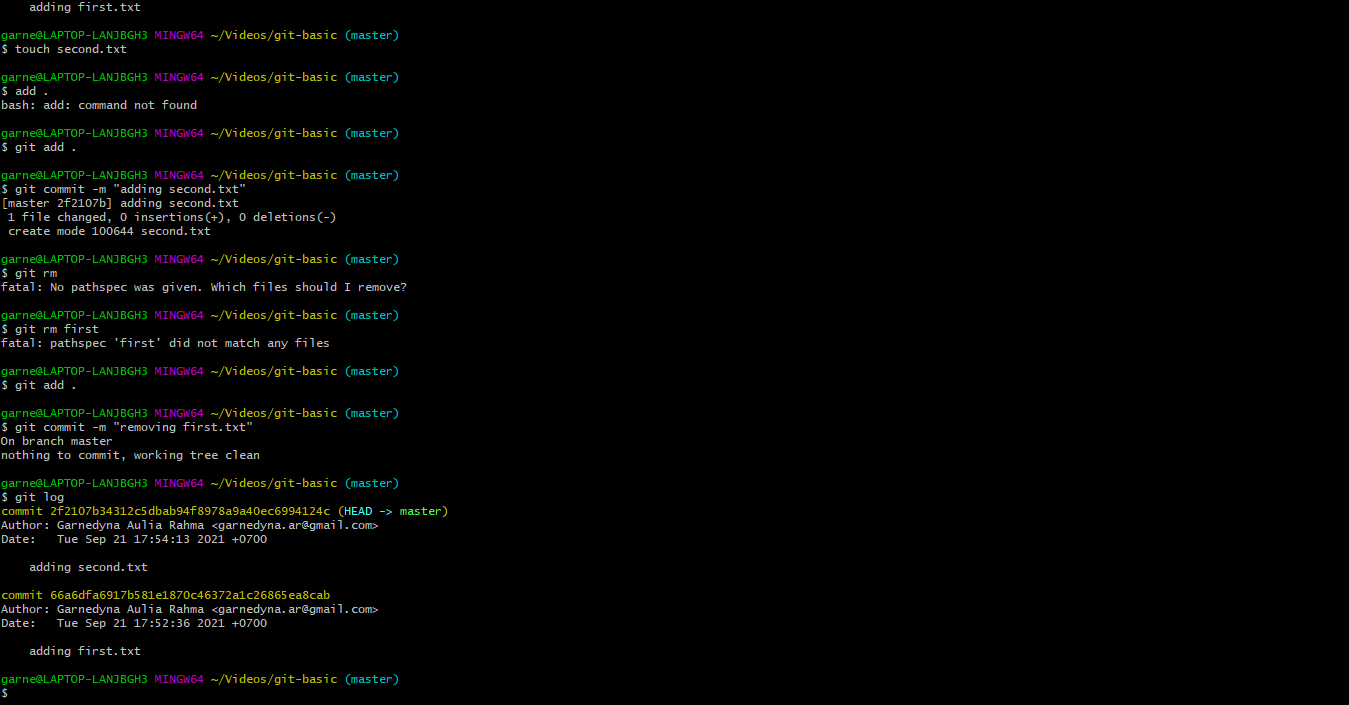 adding first.txt
garne@LAPTOP-LANJBGH3 MINGW64 ~/Videos/git-basic (master)
$ touch second.txt
garne@LAPTOP-LANJBGH3 MINGW64 ~/Videos/git-basic (master)
$ add .
bash: add: command not found
garne@LAPTOP-LANJBGH3 MINGW64 ~/Videos/git-basic (master)
$ git add .
garne@LAPTOP-LANJBGH3 MINGW64 ~/Videos/git-basic (master)
$ git commit -m "adding second.txt"
[master 2f2107b] adding second.txt
1 file changed, 0 insertions(+), 0 deletions(-)
create mode 100644 second.txt
garne@LAPTOP-LANJBGH3 MINGW64 ~/Videos/git-basic (master)
$ git rm
fatal: No pathspec was given. Which files should I remove?
garne@LAPTOP-LANJBGH3 MINGW64 ~/Videos/git-basic (master)
$ git rm first
fatal: pathspec 'first' did not match any files
garne@LAPTOP-LANJBGH3 MINGW64 ~/Videos/git-basic (master)
$ git add .
garne@LAPTOP-LANJBGH3 MINGW64 ~/Videos/git-basic (master)
$ git commit -m "removing first.txt"
On branch master
nothing to commit, working tree clean
garne@LAPTOP-LANJBGH3 MINGW64 ~/Videos/git-basic (master)
$ git log
commit 2f2107b34312c5dbab94f8978a9a40ec6994124c (HEAD -> master)
Author: Garnedyna Aulia Rahma <garnedyna.ar@gmail.com>
Date:   Tue Sep 21 17:54:13 2021 +0700
adding second.txt
commit 66a6dfa6917b581e1870c46372a1c26865ea8cab
Author: Garnedyna Aulia Rahma <garnedyna.ar@gmail.com>
Date:   Tue Sep 21 17:52:36 2021 +0700
adding first.txt
garne@LAPTOP-LANJBGH3 MINGW64 ~/Videos/git-basic (master)
$